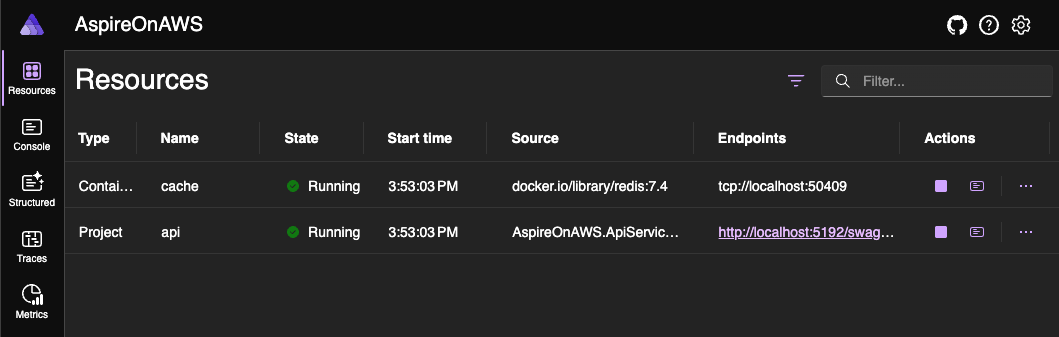 AspireOnAWS
Resources
Filter...
Resources
Console
Structured
Traces
Metrics
Type Name State Start time Source Endpoints Actions
Contai... cache Running 3:53:03 PM docker.io/library/redis:7.4 tcp://localhost:50409
Project api Running 3:53:03 PM AspireOnAWS.ApiServic... http://localhost:5192/swag...